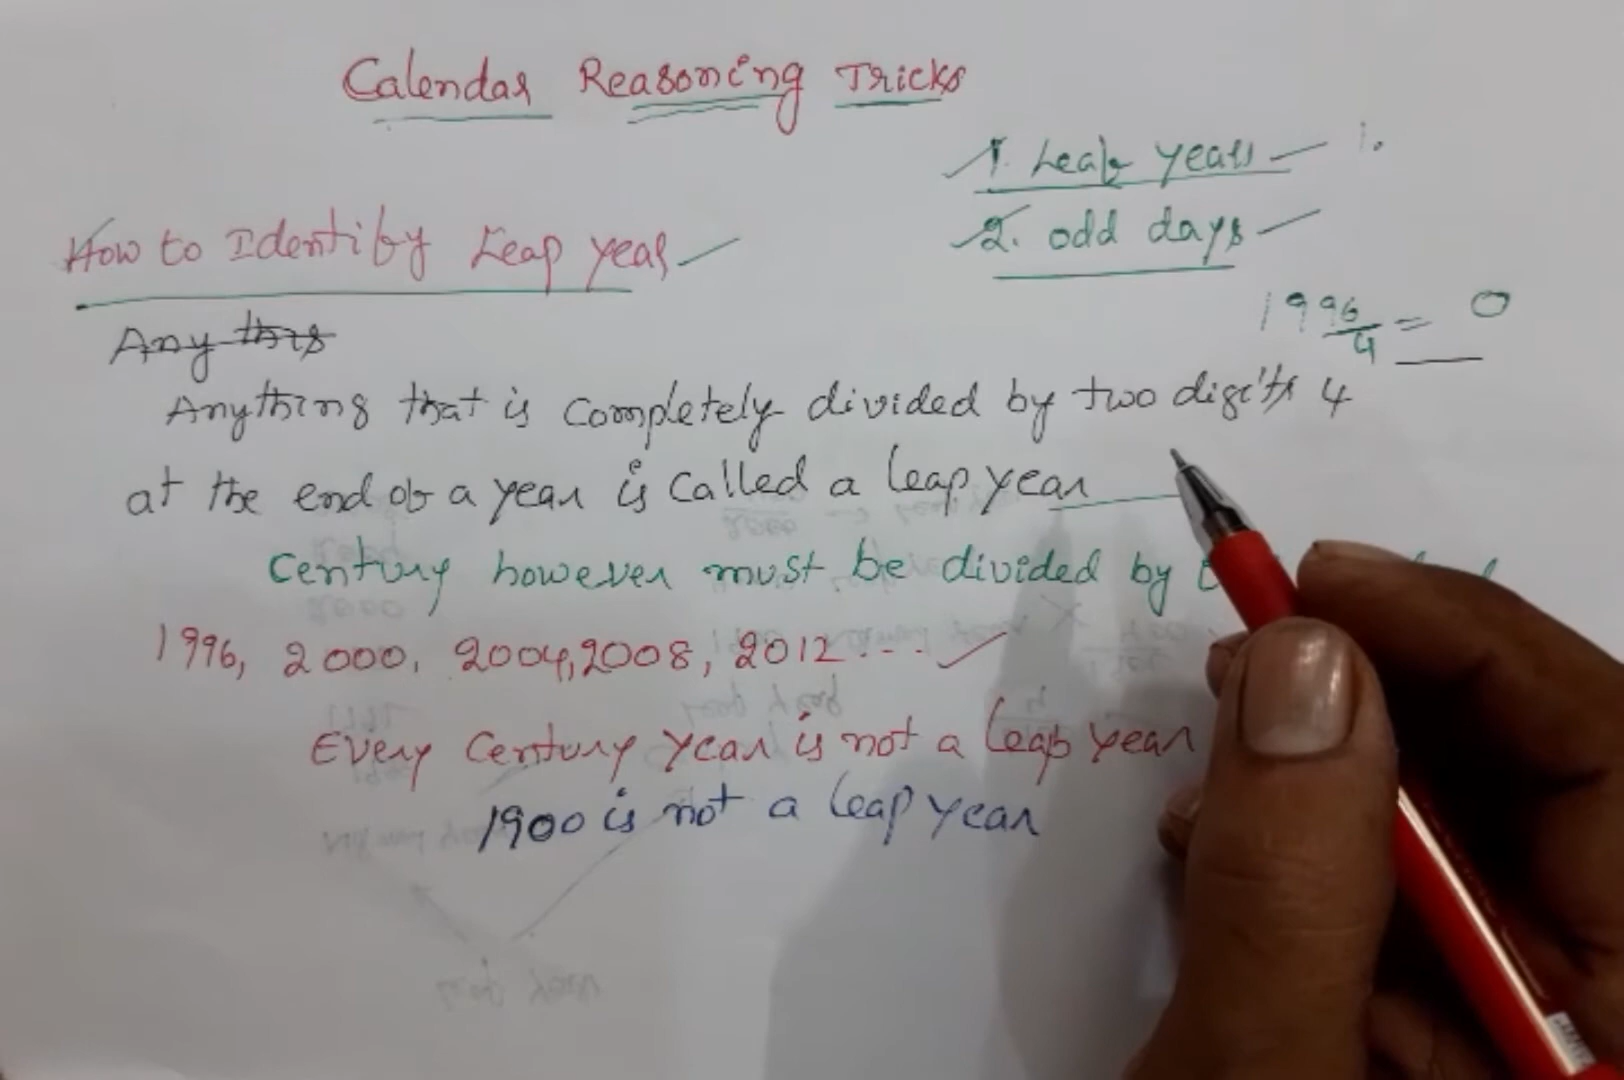 Calendar Reasoning Tricks
1. Leap years
2. odd days
How to Identify Leap year
1996/4 = 0
Any this
Anything that is completely divided by two digits 4
at the end of a year is called a leap year
Century however must be divided by
1996, 2000, 2004, 2008, 2012...
Every Century year is not a leap year
1900 is not a leap year